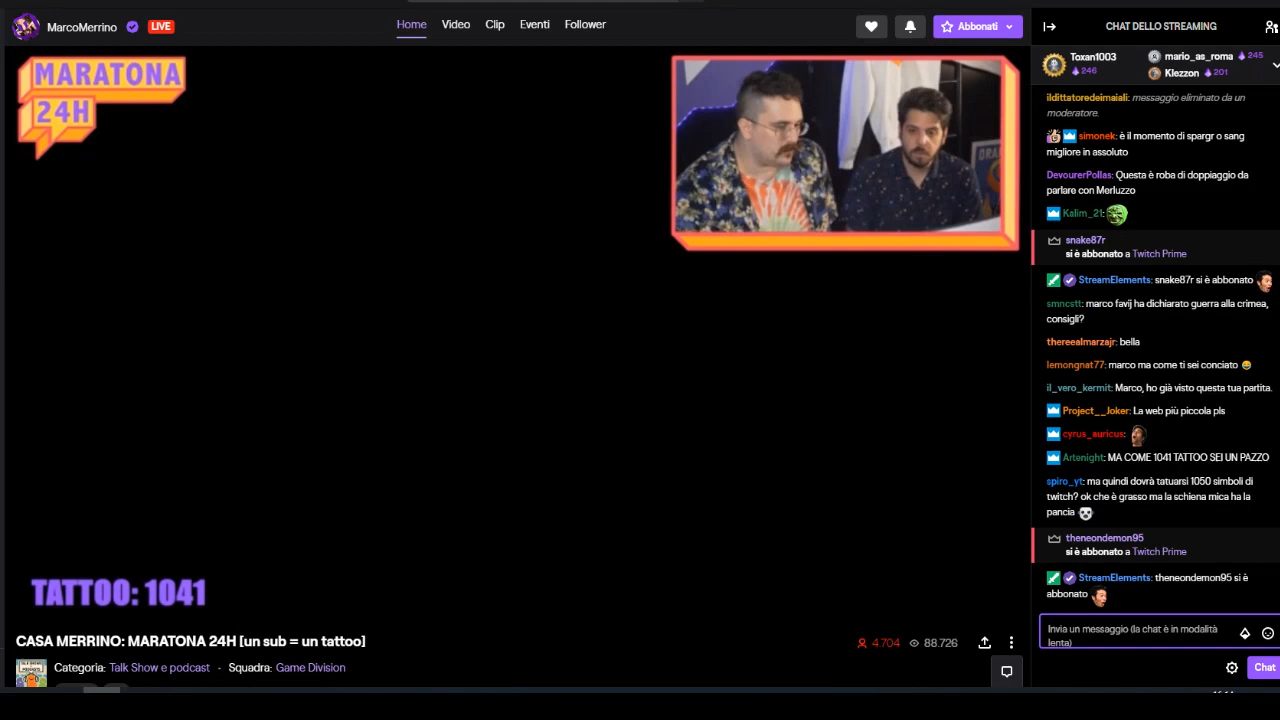 MarcoMerrino LIVE
Home Video Clip Eventi Follower
Abbonati
MARATONA
24H
TATTOO: 1041
CASA MERRINO: MARATONA 24H [un sub = un tattoo]
4.704 88.726
Categoria: Talk Show e podcast - Squadra: Game Division
CHAT DELLO STREAMING
Toxan1003
246
mario_as_roma 245
Klezzon 201
ildittatoredeimaiali: messaggio eliminato da un
moderatore.
simonek: è il momento di spargr o sang
migliore in assoluto
DevourerPollas: Questa è roba di doppiaggio da
parlare con Merluzzo
Kalim_21:
snake87r
si è abbonato a Twitch Prime
StreamElements: snake87r si è abbonato
smncstt: marco favij ha dichiarato guerra alla crimea,
consigli?
thereealmarzajr: bella
lemongnat77: marco ma come ti sei conciato
il_vero_kermit: Marco, ho già visto questa tua partita.
Project__Joker: La web più piccola pls
cyrus_auricus:
Artenight: MA COME 1041 TATTOO SEI UN PAZZO
spiro_yt: ma quindi dovrà tatuarsi 1050 simboli di
twitch? ok che è grasso ma la schiena mica ha la
pancia
theneondemon95
si è abbonato a Twitch Prime
StreamElements: theneondemon95 si è
abbonato
Invia un messaggio (la chat è in modalità
lenta)
Chat